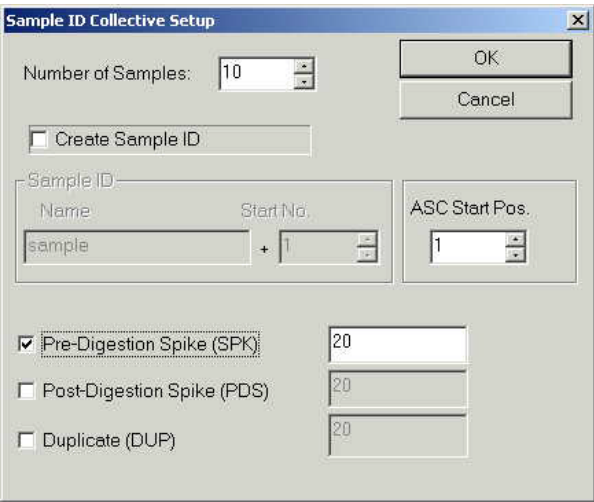 Sample ID Collective Setup
Number of Samples: 10
OK
Cancel
Create Sample ID
Sample ID
Name Start No.
sample + 1
ASC Start Pos.
1
Pre-Digestion Spike (SPK) 20
Post-Digestion Spike (PDS) 20
Duplicate (DUP) 20